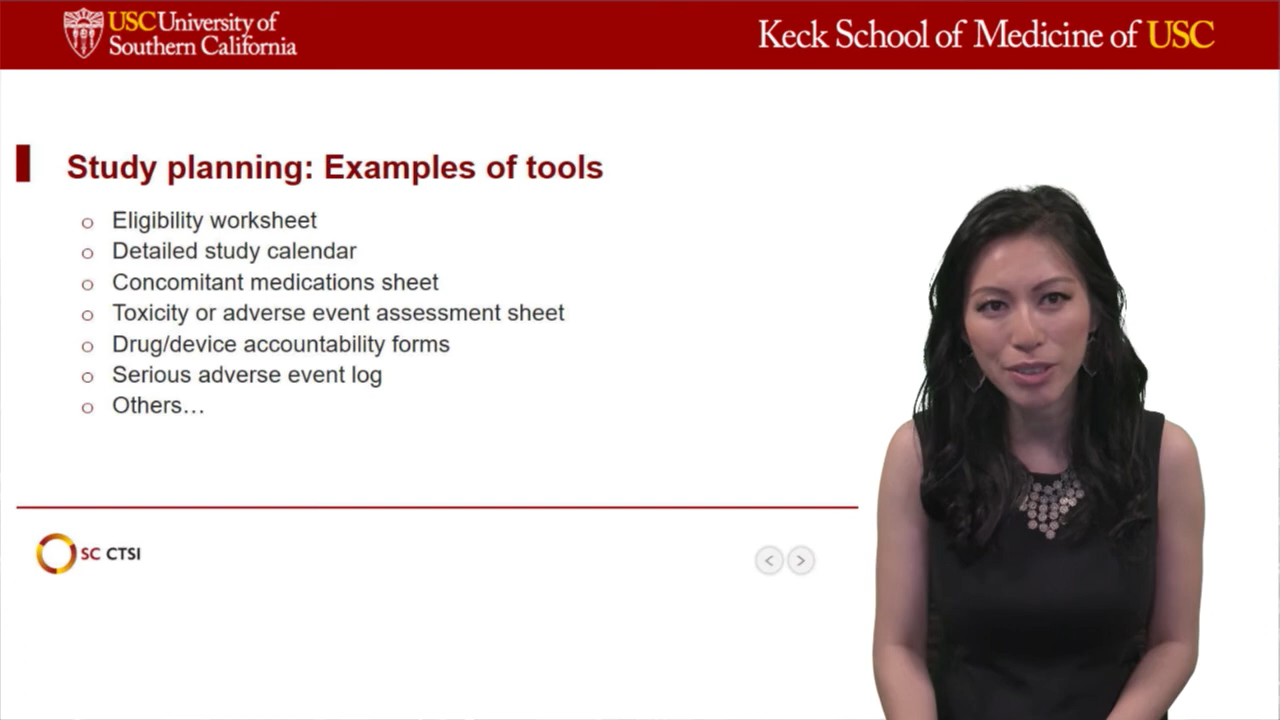 USC University of
Southern California
Keck School of Medicine of USC
Study planning: Examples of tools
Eligibility worksheet
Detailed study calendar
Concomitant medications sheet
Toxicity or adverse event assessment sheet
Drug/device accountability forms
Serious adverse event log
Others…
SC CTSI